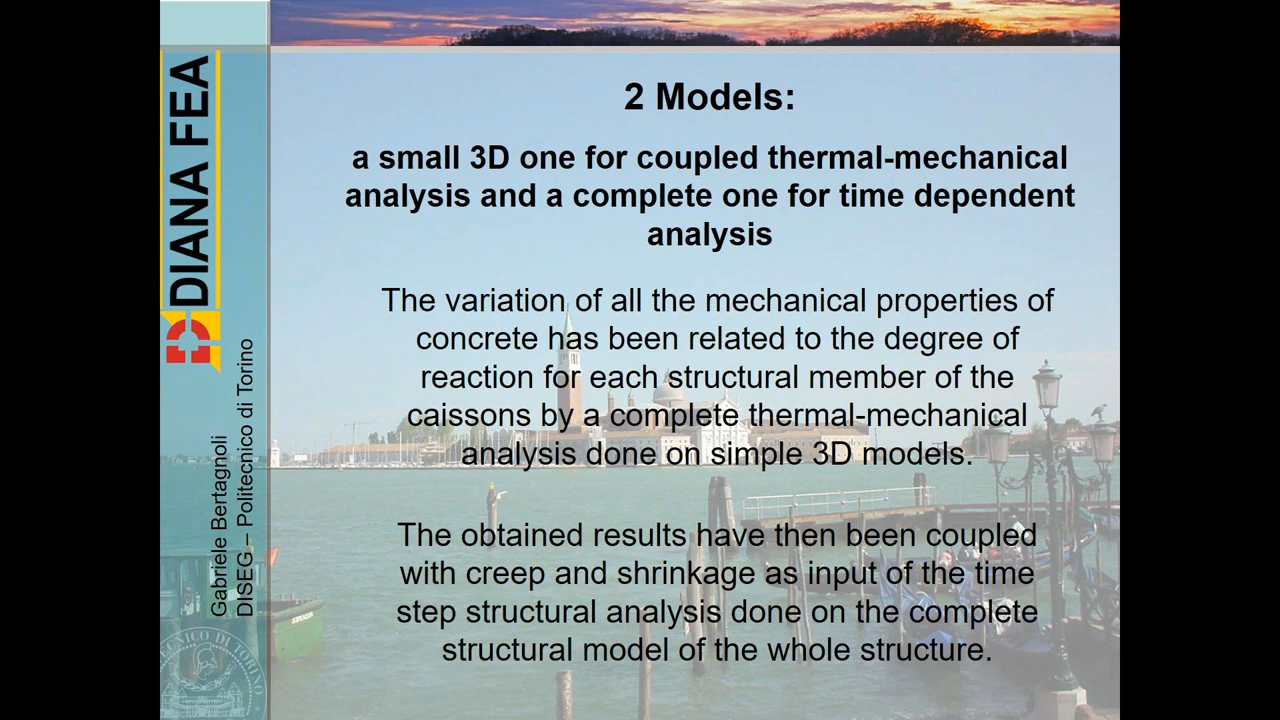 2 Models:
a small 3D one for coupled thermal-mechanical
analysis and a complete one for time dependent
analysis
The variation of all the mechanical properties of
concrete has been related to the degree of
reaction for each structural member of the
caissons by a complete thermal-mechanical
analysis done on simple 3D models.
The obtained results have then been coupled
with creep and shrinkage as input of the time
step structural analysis done on the complete
structural model of the whole structure.
DIANA FEA
Gabriele Bertagnoli
DISEG – Politecnico di Torino